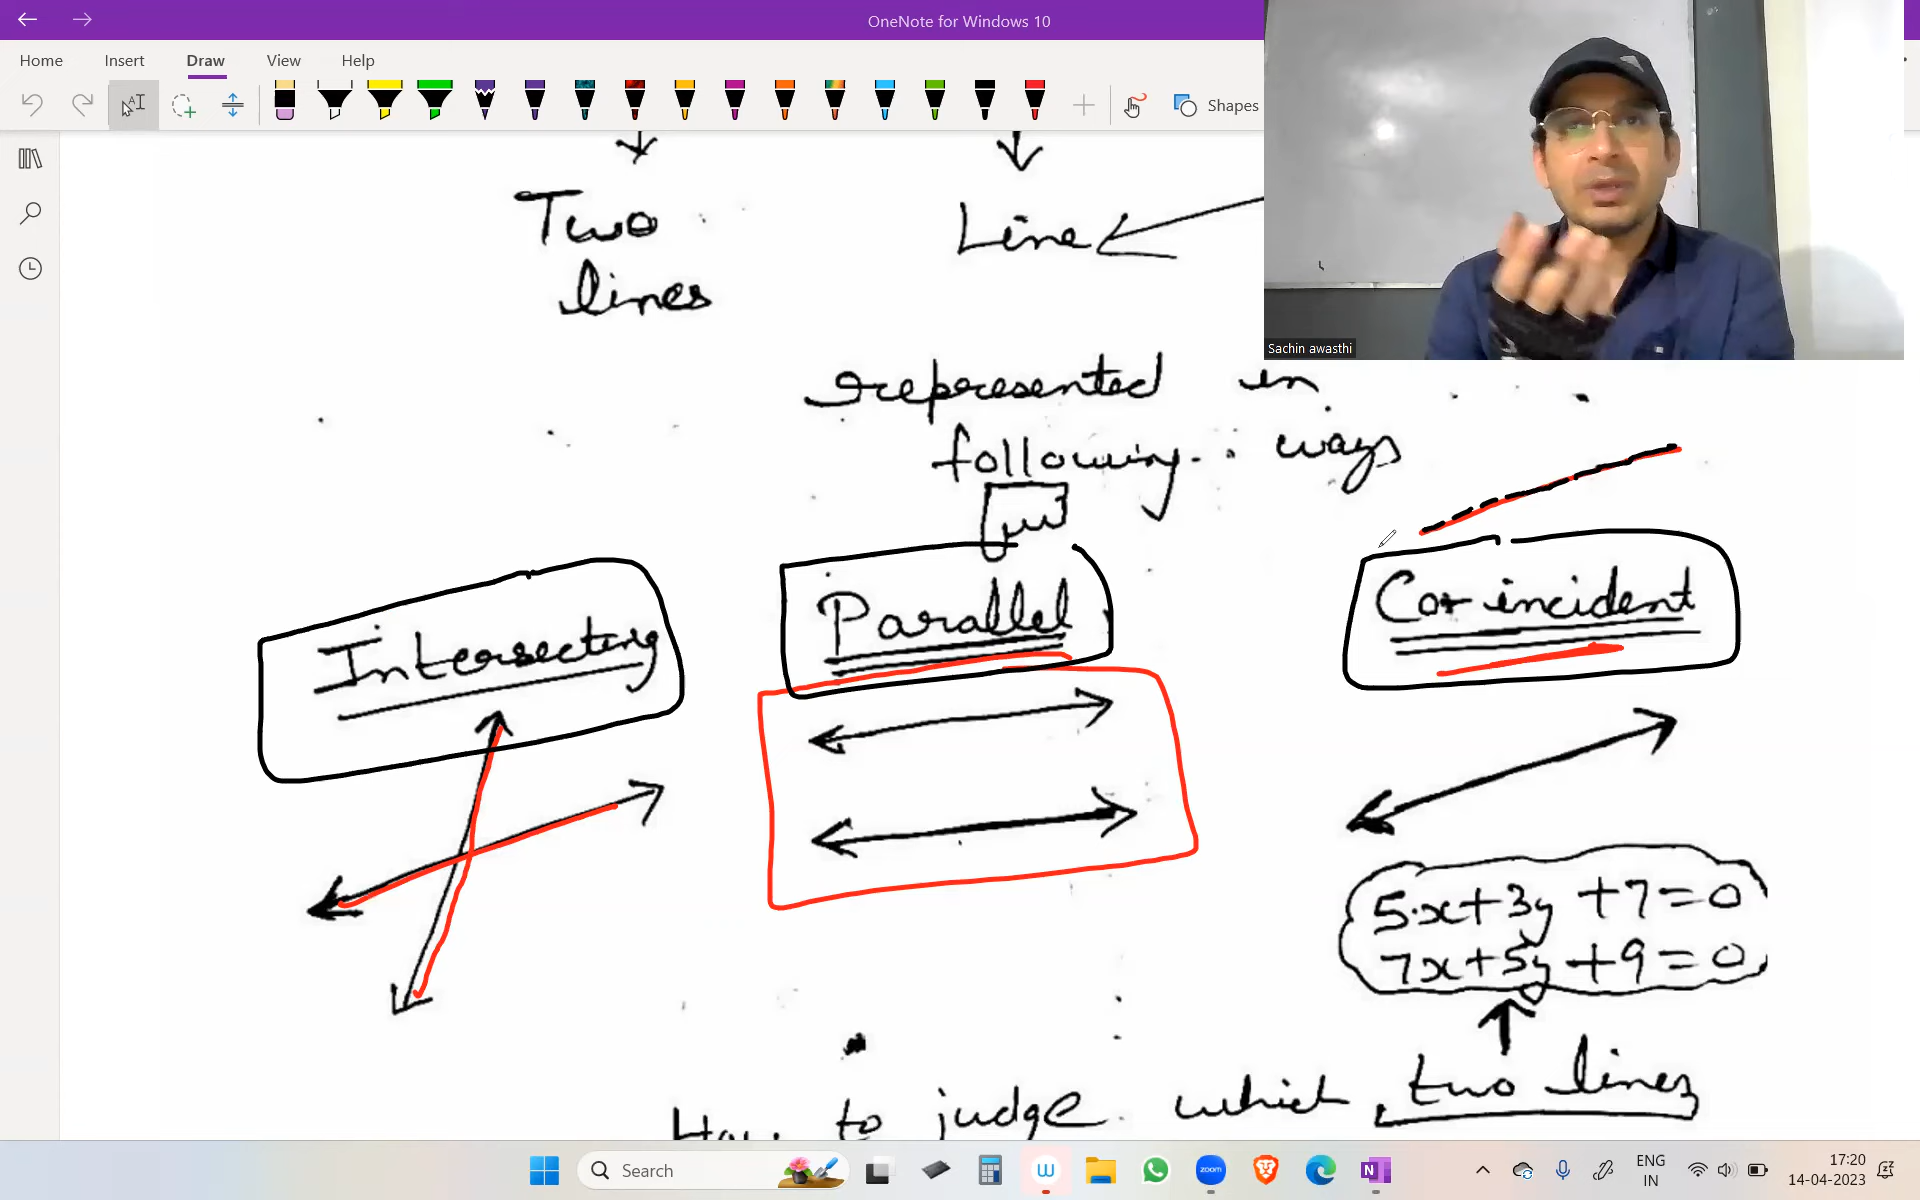 OneNote for Windows 10
Home Insert Draw View Help
Shapes
Two
lines
Line
Sachin awasthi
represented in
following ways
Intersecting
Parallel
Co-incident
5x+3y+7=0
7x+5y+9=0
two lines
How to judge which
Search
W
zoom
N
ENG
IN
17:20
14-04-2023